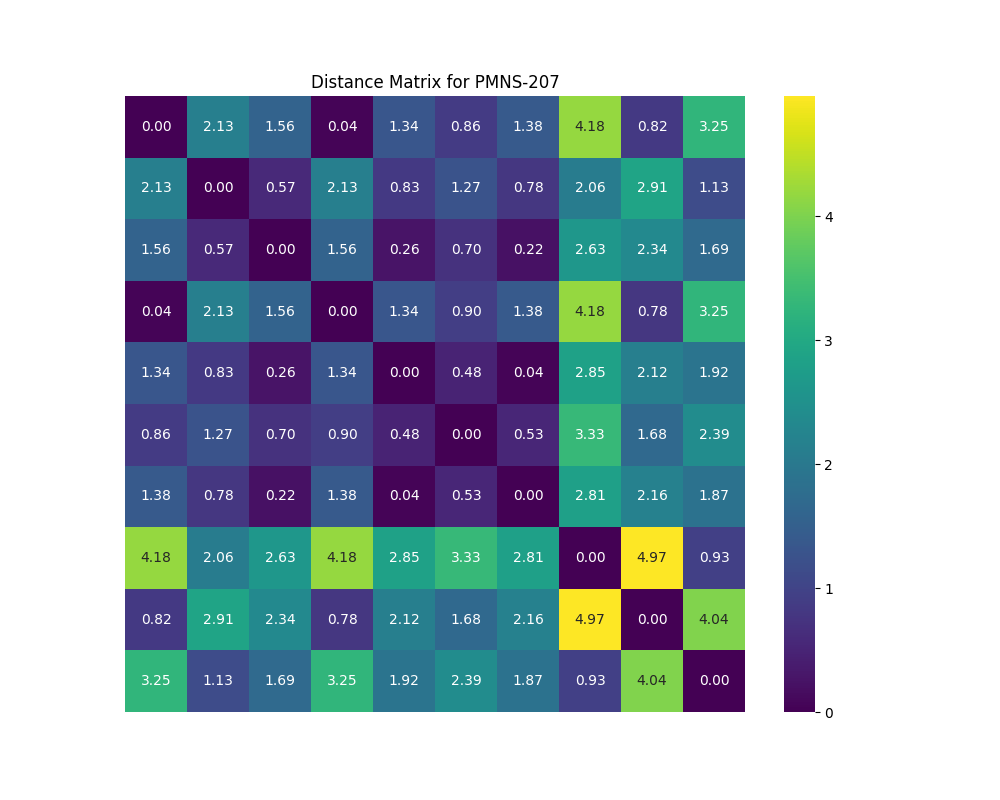 Distance Matrix for PMNS-207
0.00 2.13 1.56 0.04 1.34 0.86 1.38 4.18 0.82 3.25
2.13 0.00 0.57 2.13 0.83 1.27 0.78 2.06 2.91 1.13
1.56 0.57 0.00 1.56 0.26 0.70 0.22 2.63 2.34 1.69
0.04 2.13 1.56 0.00 1.34 0.90 1.38 4.18 0.78 3.25
1.34 0.83 0.26 1.34 0.00 0.48 0.04 2.85 2.12 1.92
0.86 1.27 0.70 0.90 0.48 0.00 0.53 3.33 1.68 2.39
1.38 0.78 0.22 1.38 0.04 0.53 0.00 2.81 2.16 1.87
4.18 2.06 2.63 4.18 2.85 3.33 2.81 0.00 4.97 0.93
0.82 2.91 2.34 0.78 2.12 1.68 2.16 4.97 0.00 4.04
3.25 1.13 1.69 3.25 1.92 2.39 1.87 0.93 4.04 0.00
4
3
2
1
0